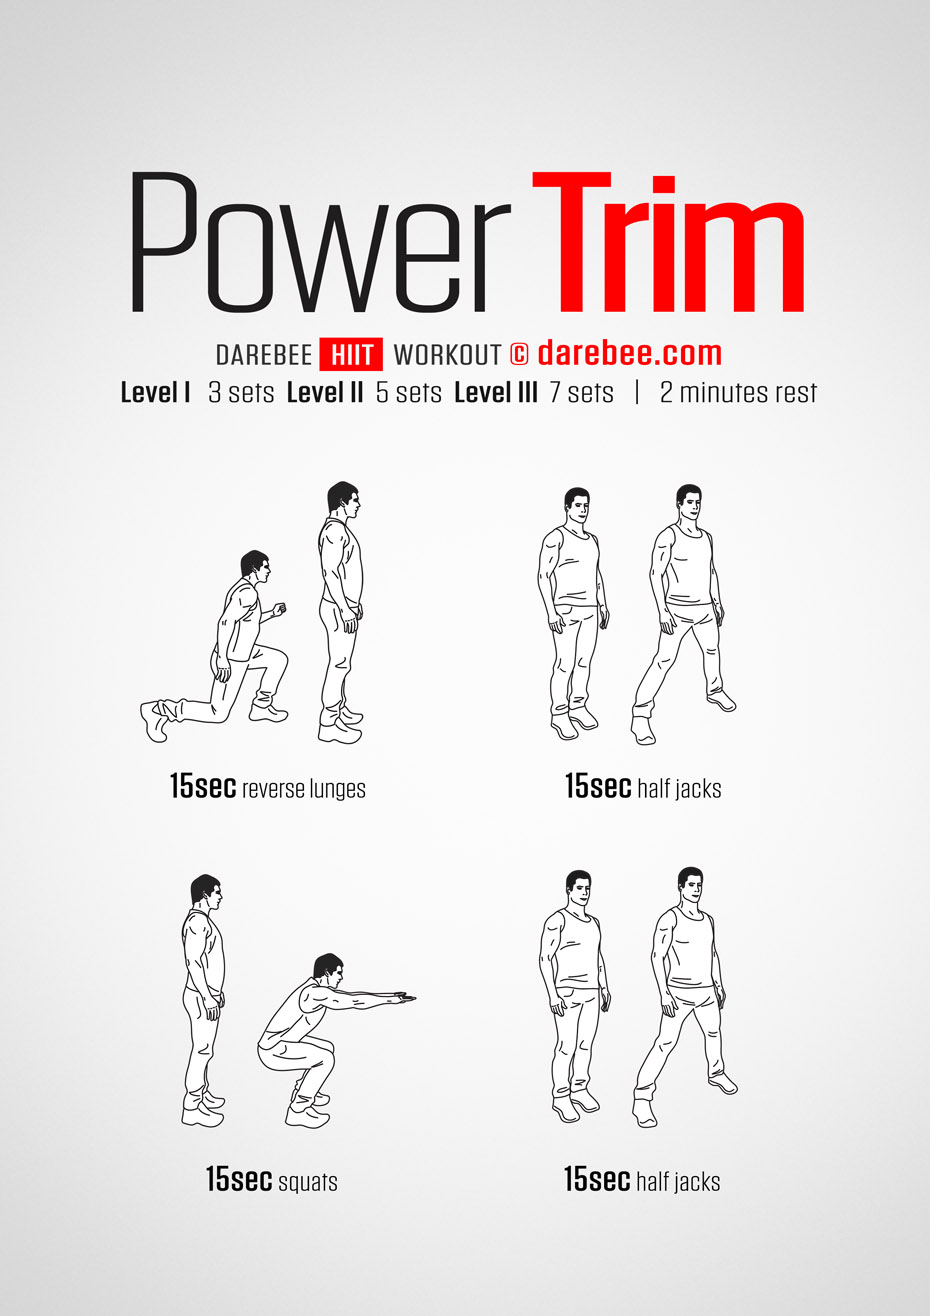 Power Trim
DAREBEE HIIT WORKOUT © darebee.com
Level I 3 sets Level II 5 sets Level III 7 sets | 2 minutes rest
15sec reverse lunges
15sec half jacks
15sec squats
15sec half jacks